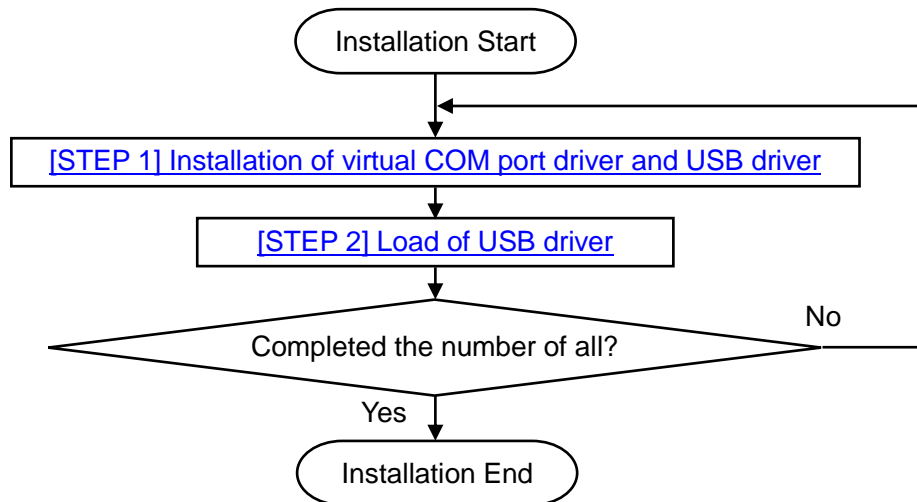 Installation Start
[STEP 1] Installation of virtual COM port driver and USB driver
[STEP 2] Load of USB driver
Completed the number of all?
No
Yes
Installation End